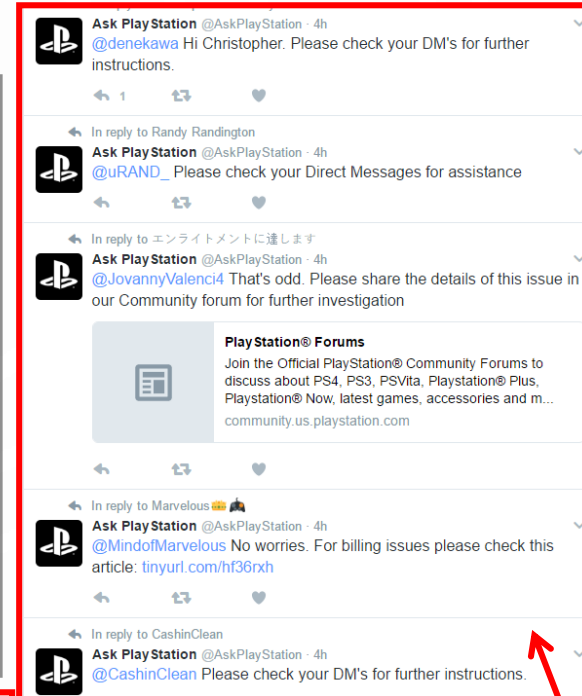 Ask PlayStation @AskPlayStation · 4h
@denekawa Hi Christopher. Please check your DM's for further
instructions.
1
In reply to Randy Randington
Ask PlayStation @AskPlayStation · 4h
@uRAND_ Please check your Direct Messages for assistance
In reply to エンライトメントに達します
Ask PlayStation @AskPlayStation · 4h
@JovannyValenci4 That's odd. Please share the details of this issue in
our Community forum for further investigation
PlayStation® Forums
Join the Official PlayStation® Community Forums to
discuss about PS4, PS3, PSVita, Playstation® Plus,
Playstation® Now, latest games, accessories and m...
community.us.playstation.com
In reply to Marvelous
Ask PlayStation @AskPlayStation · 4h
@MindofMarvelous No worries. For billing issues please check this
article: tinyurl.com/hf36rxh
In reply to CashinClean
Ask PlayStation @AskPlayStation · 4h
@CashinClean Please check your DM's for further instructions.